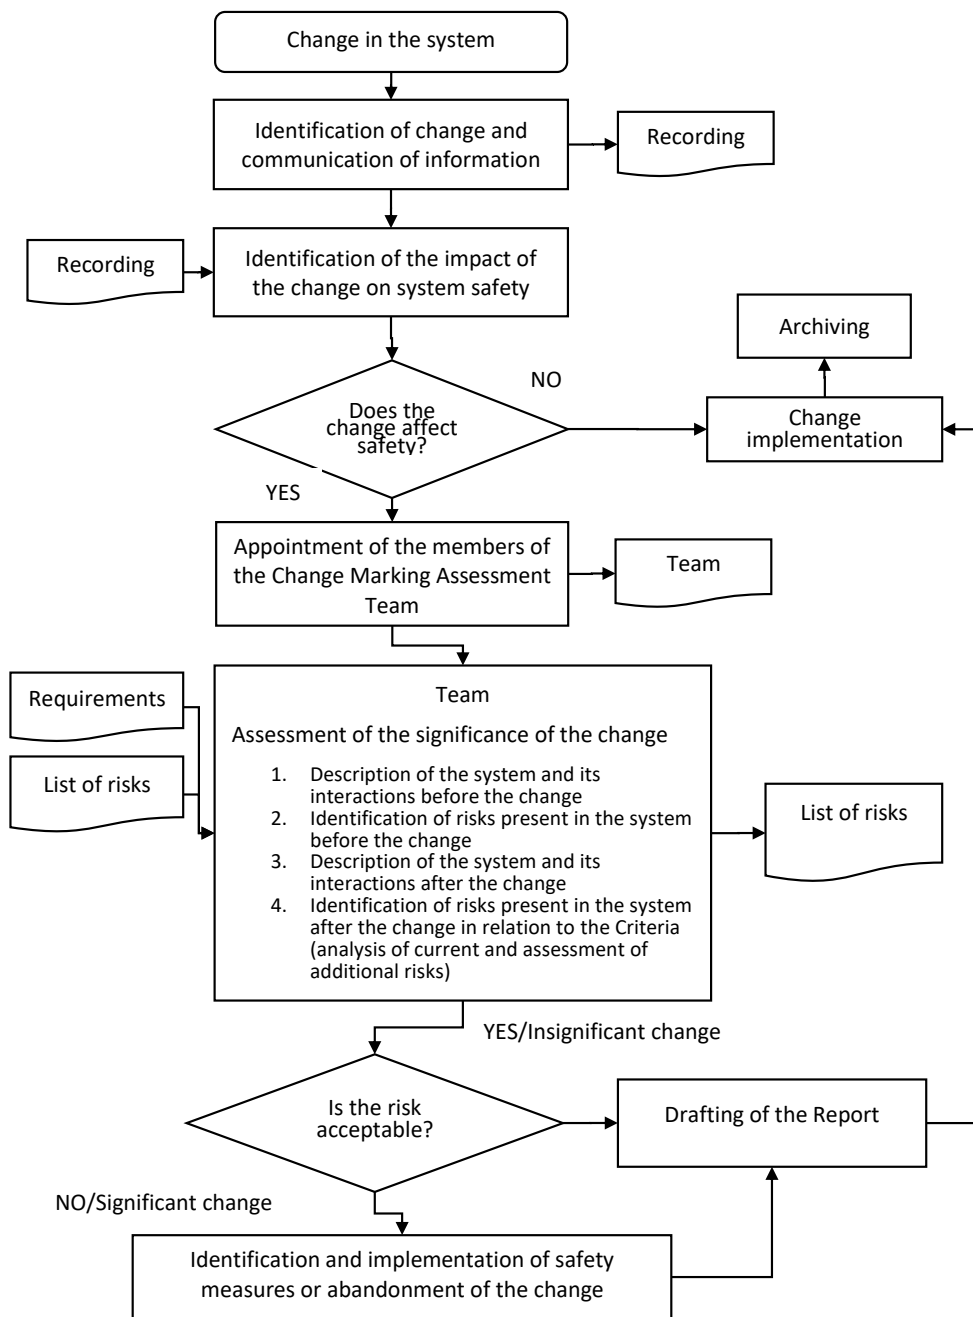 Change in the system
Identification of change and
communication of information
Recording
Recording
Identification of the impact of
the change on system safety
Archiving
NO
Does the
change affect
safety?
Change
implementation
YES
Appointment of the members of
the Change Marking Assessment
Team
Team
Requirements
List of risks
Team
Assessment of the significance of the change
1. Description of the system and its
interactions before the change
2. Identification of risks present in the system
before the change
3. Description of the system and its
interactions after the change
4. Identification of risks present in the system
after the change in relation to the Criteria
(analysis of current and assessment of
additional risks)
List of risks
YES/Insignificant change
Is the risk
acceptable?
Drafting of the Report
NO/Significant change
Identification and implementation of safety
measures or abandonment of the change